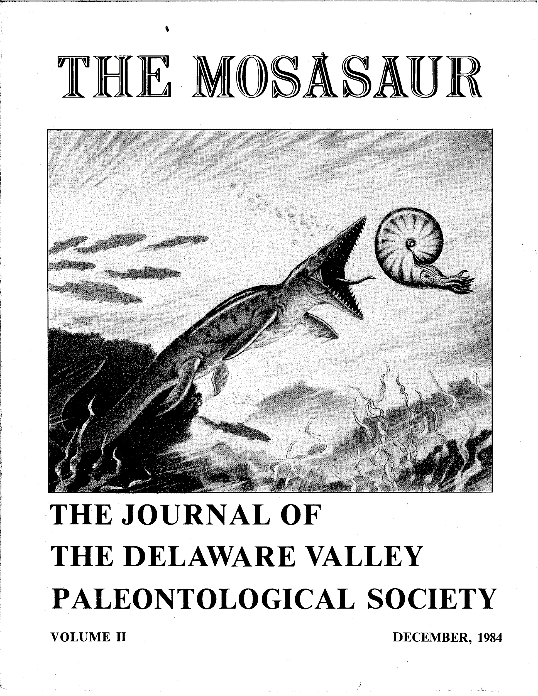 THE MOSASAUR
THE JOURNAL OF
THE DELAWARE VALLEY
PALEONTOLOGICAL SOCIETY
VOLUME II
DECEMBER, 1984